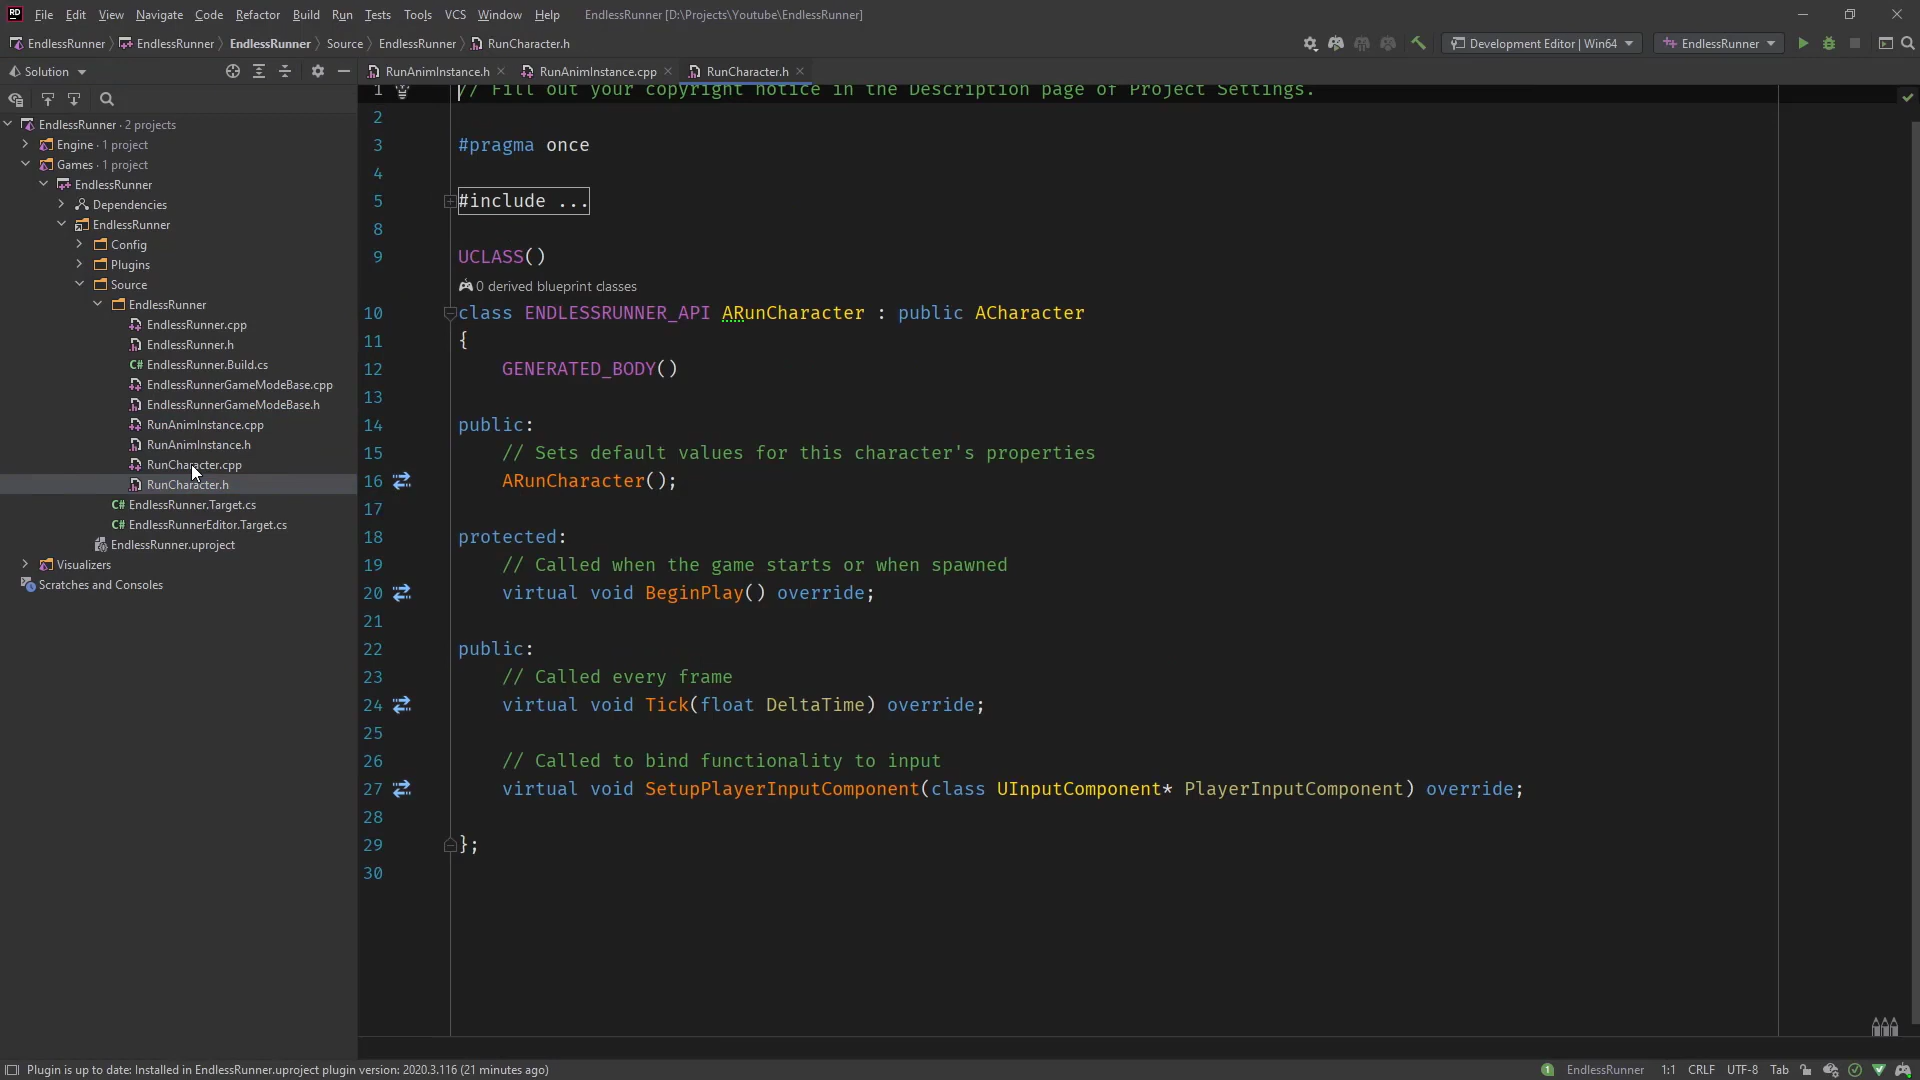 RD File Edit View Navigate Code Refactor Build Run Tests Tools VCS Window Help EndlessRunner [D:\Projects\Youtube\EndlessRunner]
EndlessRunner EndlessRunner EndlessRunner Source EndlessRunner RunCharacter.h Development Editor | Win64 EndlessRunner
Solution RunAnimInstance.h RunAnimInstance.cpp RunCharacter.h
EndlessRunner · 2 projects
Engine · 1 project
Games · 1 project
EndlessRunner
Dependencies
EndlessRunner
Config
Plugins
Source
EndlessRunner
EndlessRunner.cpp
EndlessRunner.h
C# EndlessRunner.Build.cs
EndlessRunnerGameModeBase.cpp
EndlessRunnerGameModeBase.h
RunAnimInstance.cpp
RunAnimInstance.h
RunCharacter.cpp
RunCharacter.h
C# EndlessRunner.Target.cs
C# EndlessRunnerEditor.Target.cs
EndlessRunner.uproject
Visualizers
Scratches and Consoles
1 // Fill out your copyright notice in the Description page of Project Settings.
2
3 #pragma once
4
5 #include ...
8
9 UCLASS()
0 derived blueprint classes
10 class ENDLESSRUNNER_API ARunCharacter : public ACharacter
11 {
12 GENERATED_BODY()
13
14 public:
15 // Sets default values for this character's properties
16 ARunCharacter();
17
18 protected:
19 // Called when the game starts or when spawned
20 virtual void BeginPlay() override;
21
22 public:
23 // Called every frame
24 virtual void Tick(float DeltaTime) override;
25
26 // Called to bind functionality to input
27 virtual void SetupPlayerInputComponent(class UInputComponent* PlayerInputComponent) override;
28
29 };
30
Plugin is up to date: Installed in EndlessRunner.uproject plugin version: 2020.3.116 (21 minutes ago) 1 EndlessRunner 1:1 CRLF UTF-8 Tab